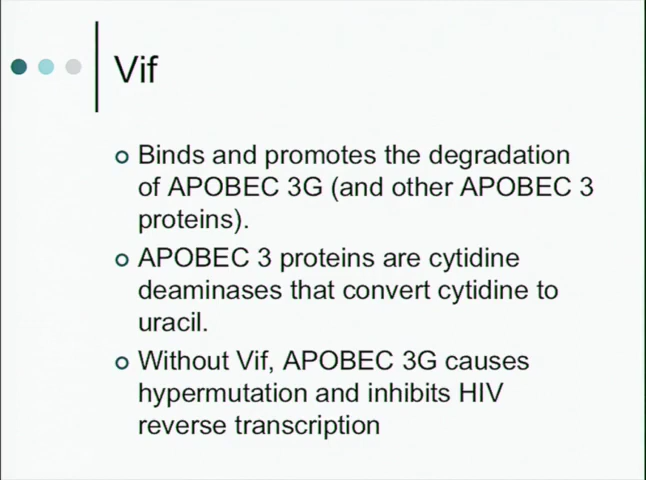 Vif
Binds and promotes the degradation
of APOBEC 3G (and other APOBEC 3
proteins).
APOBEC 3 proteins are cytidine
deaminases that convert cytidine to
uracil.
Without Vif, APOBEC 3G causes
hypermutation and inhibits HIV
reverse transcription